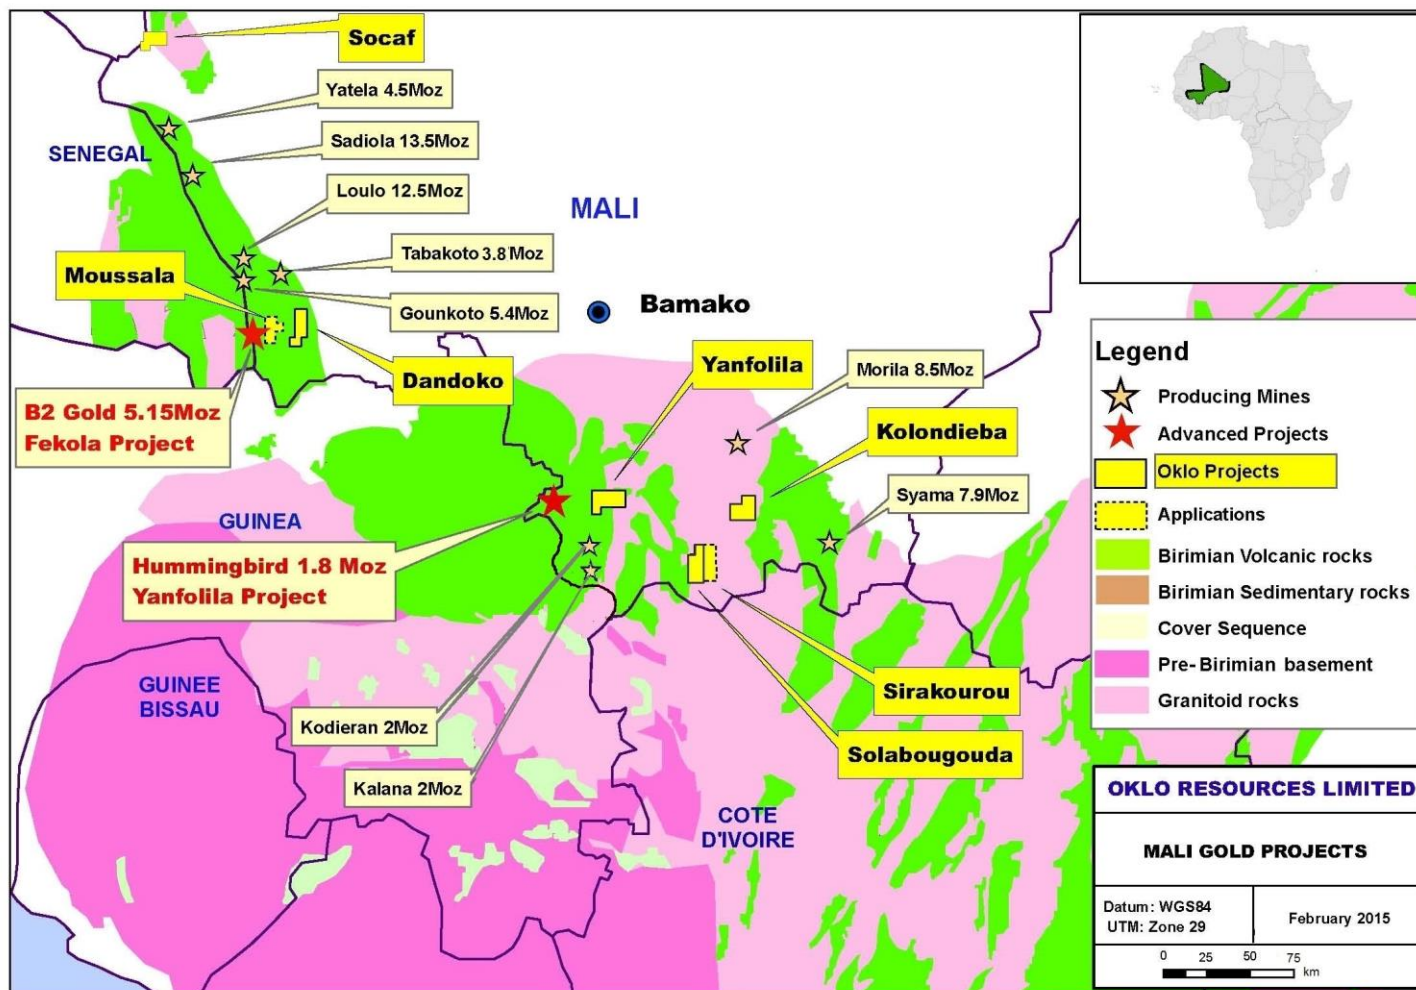 Socaf
Yatela 4.5Moz
Sadiola 13.5Moz
SENEGAL
Loulo 12.5Moz
MALI
Tabakoto 3.8 Moz
Moussala
Gounkoto 5.4Moz
Bamako
Dandoko
Yanfolila
Morila 8.5Moz
B2 Gold 5.15Moz
Fekola Project
Kolondieba
Syama 7.9Moz
GUINEA
Hummingbird 1.8 Moz
Yanfolila Project
GUINEE
BISSAU
Sirakourou
Kodieran 2Moz
Solabougouda
Kalana 2Moz
COTE
D'IVOIRE
Legend
Producing Mines
Advanced Projects
Oklo Projects
Applications
Birimian Volcanic rocks
Birimian Sedimentary rocks
Cover Sequence
Pre-Birimian basement
Granitoid rocks
OKLO RESOURCES LIMITED
MALI GOLD PROJECTS
Datum: WGS84
UTM: Zone 29
February 2015
0 25 50 75
km